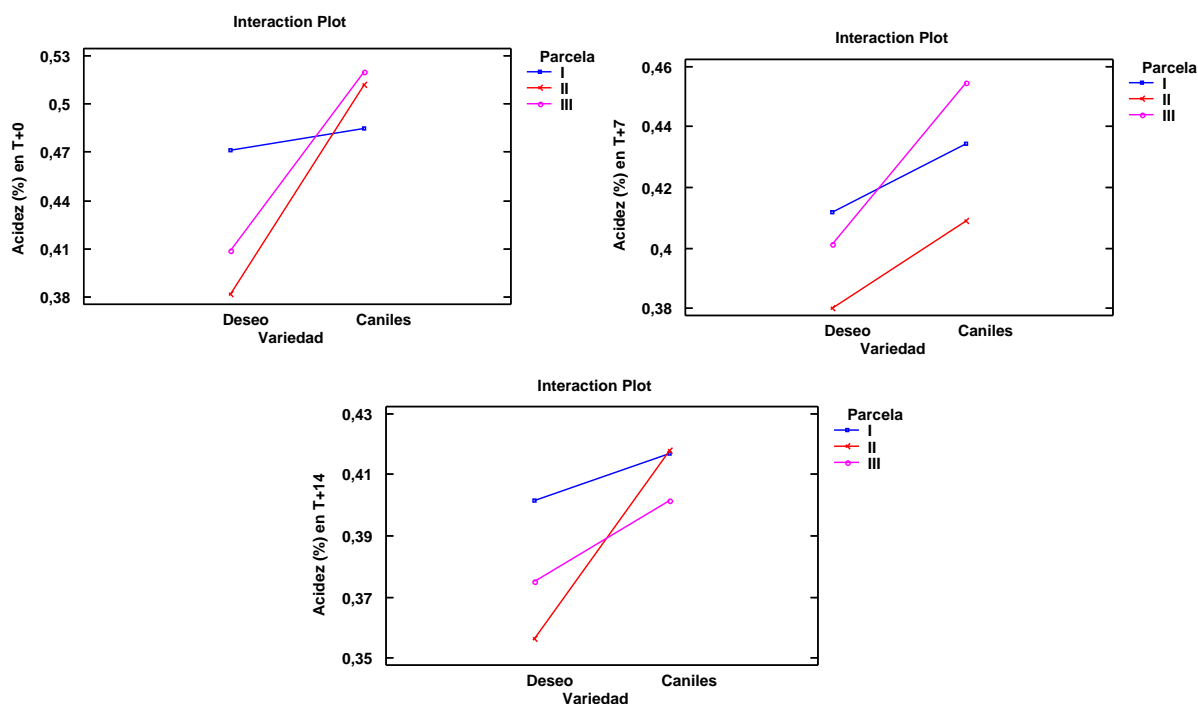 Interaction Plot
Acidez (%) en T+0
0,53
0,5
0,47
0,44
0,41
0,38
Deseo Caniles
Variedad
Parcela
I
II
III
Interaction Plot
Acidez (%) en T+7
0,46
0,44
0,42
0,4
0,38
Deseo Caniles
Variedad
Parcela
I
II
III
Interaction Plot
Acidez (%) en T+14
0,43
0,41
0,39
0,37
0,35
Deseo Caniles
Variedad
Parcela
I
II
III